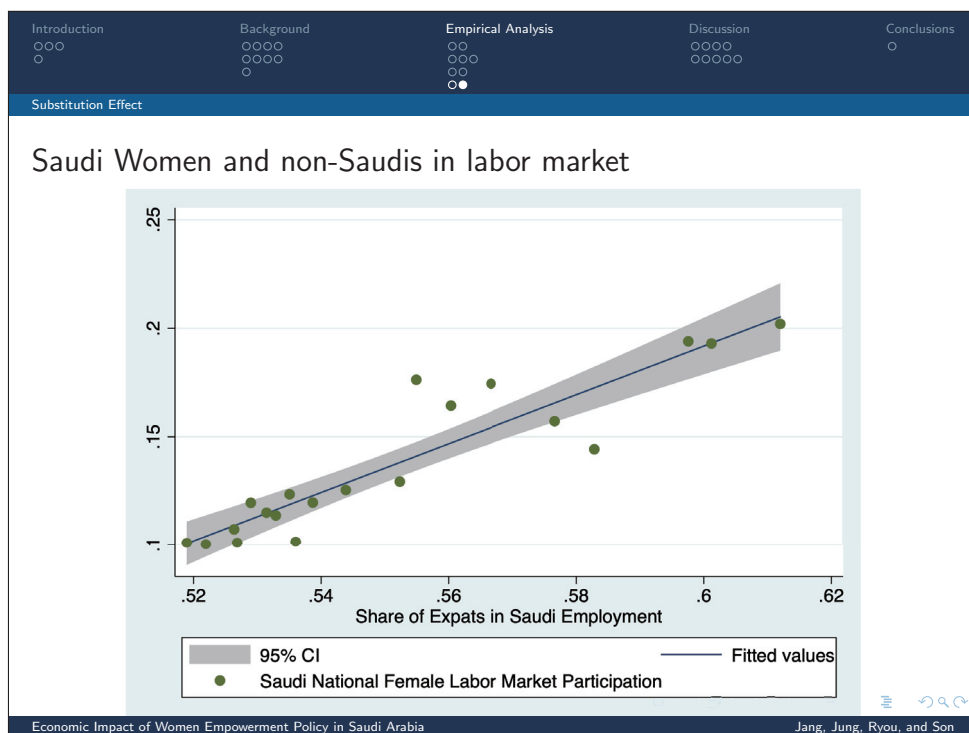 Introduction Background Empirical Analysis Discussion Conclusions
Substitution Effect
Saudi Women and non-Saudis in labor market
.25
.2
.15
.1
.52 .54 .56 .58 .6 .62
Share of Expats in Saudi Employment
95% CI Fitted values
Saudi National Female Labor Market Participation
Economic Impact of Women Empowerment Policy in Saudi Arabia Jang, Jung, Ryou, and Son